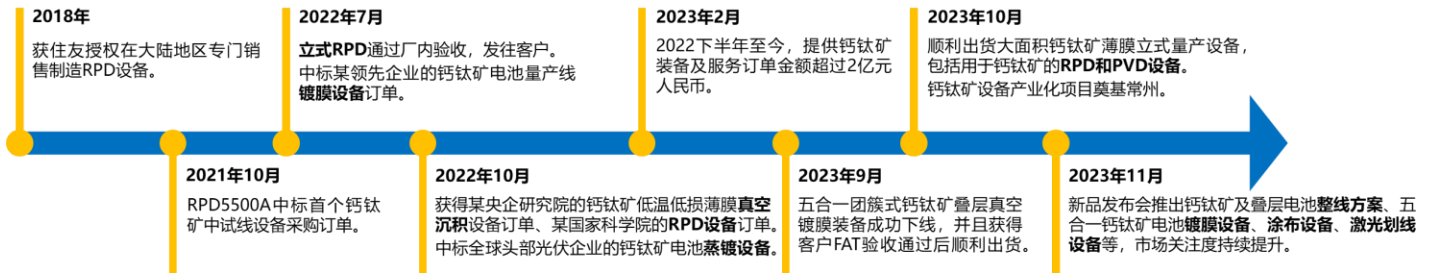 2018年
获住友授权在大陆地区专门销
售制造RPD设备。
2021年10月
RPD5500A中标首个钙钛
矿中试线设备采购订单。
2022年7月
立式RPD通过厂内验收，发往客户。
中标某领先企业的钙钛矿电池量产线
镀膜设备订单。
2022年10月
获得某央企研究院的钙钛矿低温低损薄膜真空
沉积设备订单、某国家科学院的RPD设备订单。
中标全球头部光伏企业的钙钛矿电池蒸镀设备。
2023年2月
2022下半年至今，提供钙钛矿
装备及服务订单金额超过2亿元
人民币。
2023年9月
五合一团簇式钙钛矿叠层真空
镀膜装备成功下线，并且获得
客户FAT验收通过后顺利出货。
2023年10月
顺利出货大面积钙钛矿薄膜立式量产设备，
包括用于钙钛矿的RPD和PVD设备。
钙钛矿设备产业化项目奠基常州。
2023年11月
新品发布会推出钙钛矿及叠层电池整线方案、五
合一钙钛矿电池镀膜设备、涂布设备、激光划线
设备等，市场关注度持续提升。